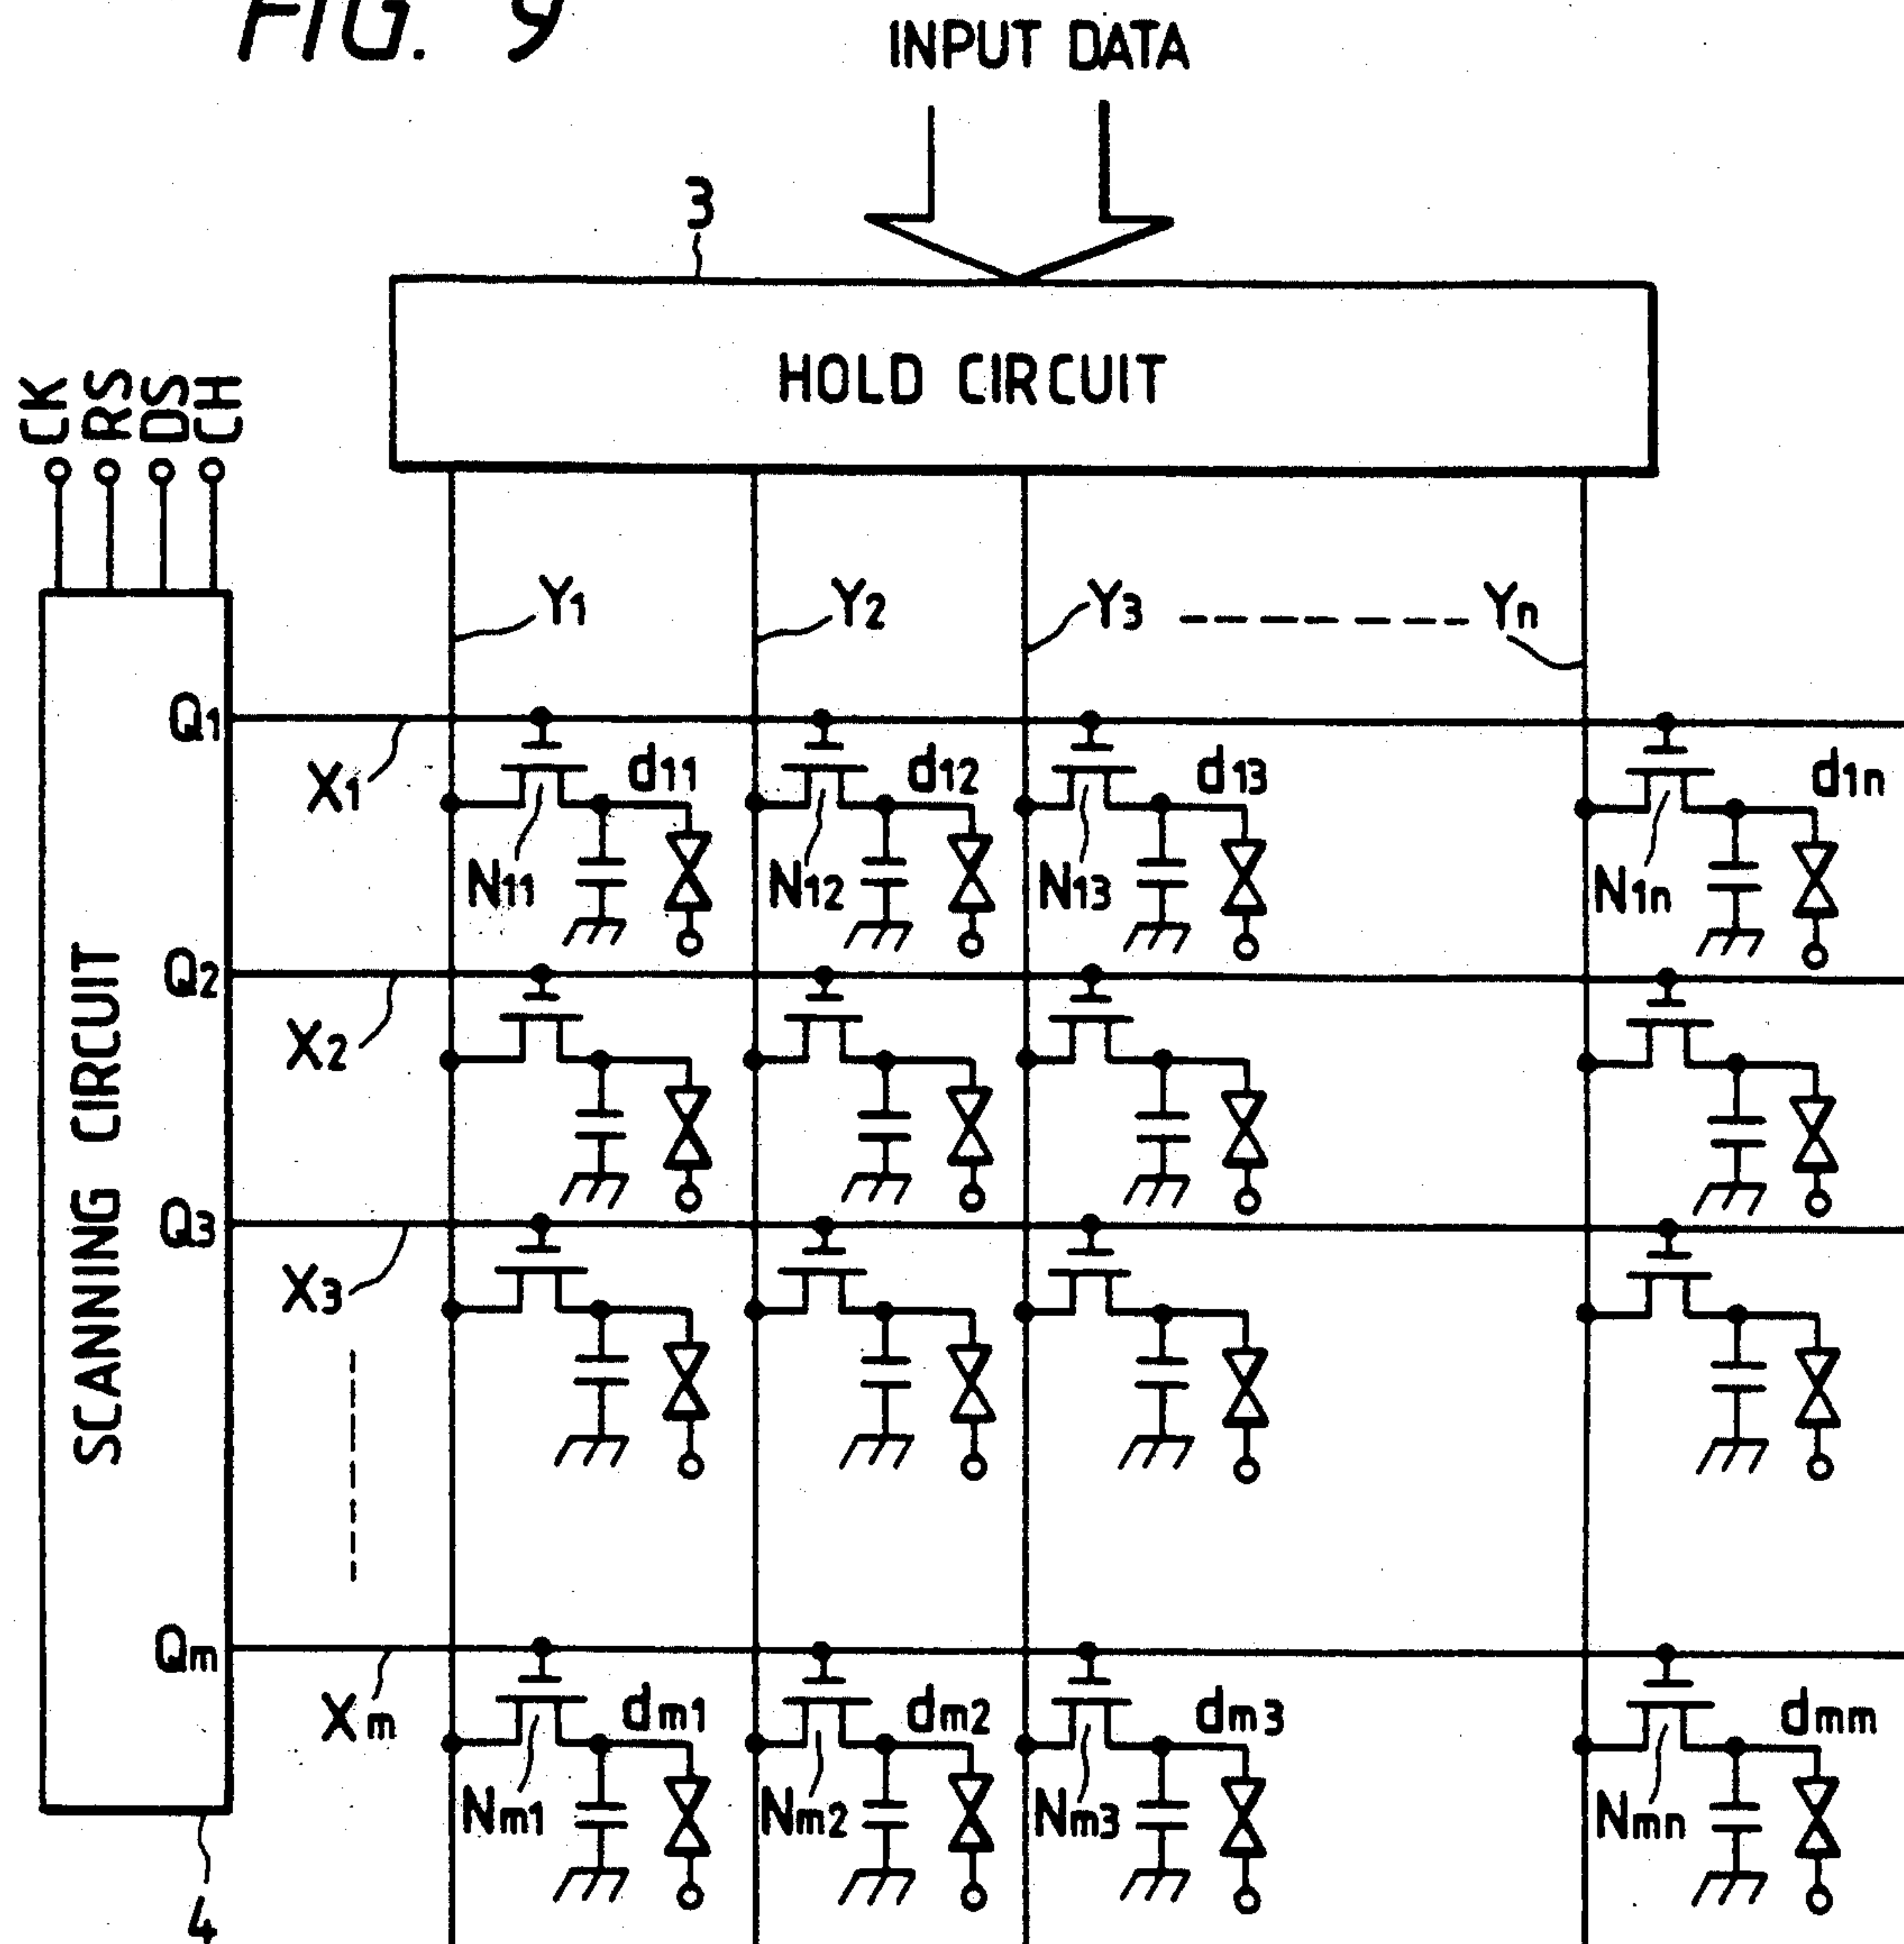 FIG. 9
INPUT DATA
3
HOLD CIRCUIT
CK
RS
DS
CH
Y1
Y2
Y3
Yn
Q1
X1
d11
d12
d13
d1n
N11
N12
N13
N1n
Q2
X2
SCANNING CIRCUIT
Q3
X3
Qm
Xm
dm1
dm2
dm3
dmm
Nm1
Nm2
Nm3
Nmn
4